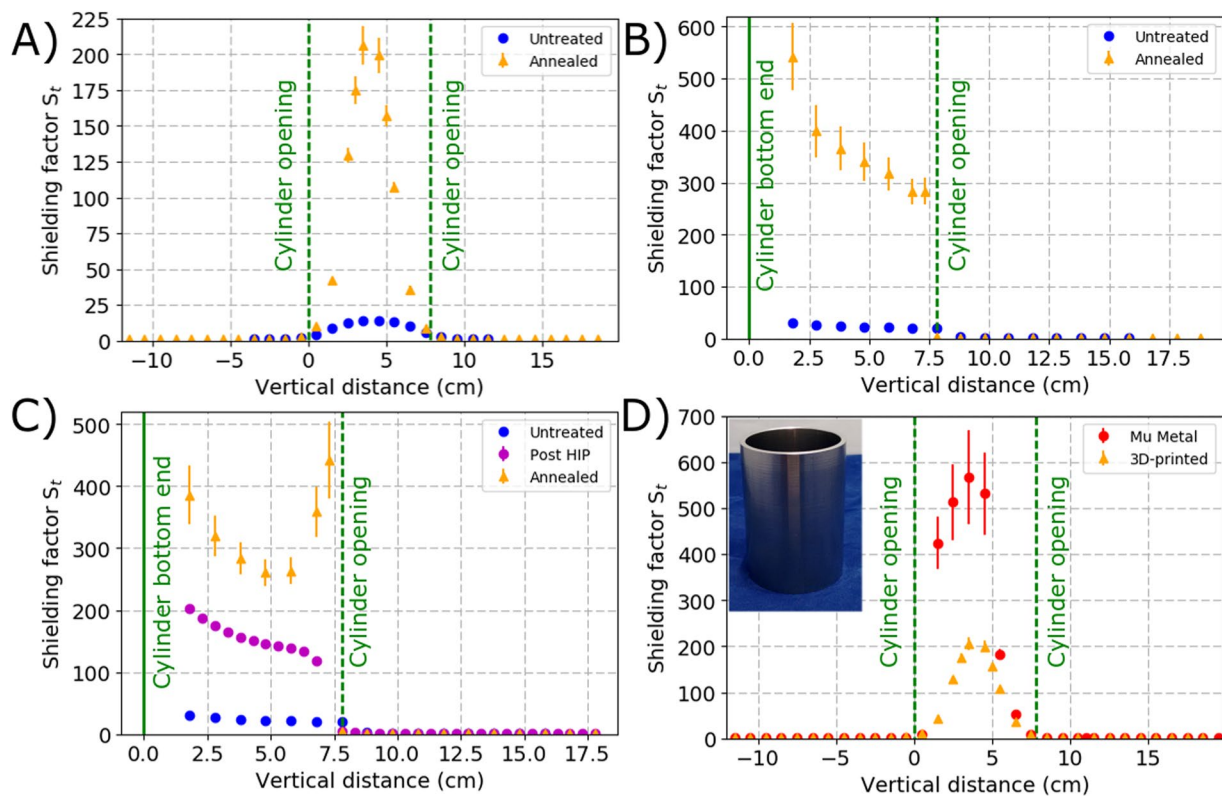 A)
Shielding factor Sₜ
225
200
175
150
125
100
75
50
25
0
Cylinder opening
Cylinder opening
Untreated
Annealed
−10 −5 0 5 10 15
Vertical distance (cm)
B)
Shielding factor Sₜ
600
500
400
300
200
100
0
Cylinder bottom end
Cylinder opening
Untreated
Annealed
0.0 2.5 5.0 7.5 10.0 12.5 15.0 17.5
Vertical distance (cm)
C)
Shielding factor Sₜ
500
400
300
200
100
0
Cylinder bottom end
Cylinder opening
Untreated
Post HIP
Annealed
0.0 2.5 5.0 7.5 10.0 12.5 15.0 17.5
Vertical distance (cm)
D)
Shielding factor Sₜ
700
600
500
400
300
200
100
0
Cylinder opening
Cylinder opening
Mu Metal
3D-printed
−10 −5 0 5 10 15
Vertical distance (cm)